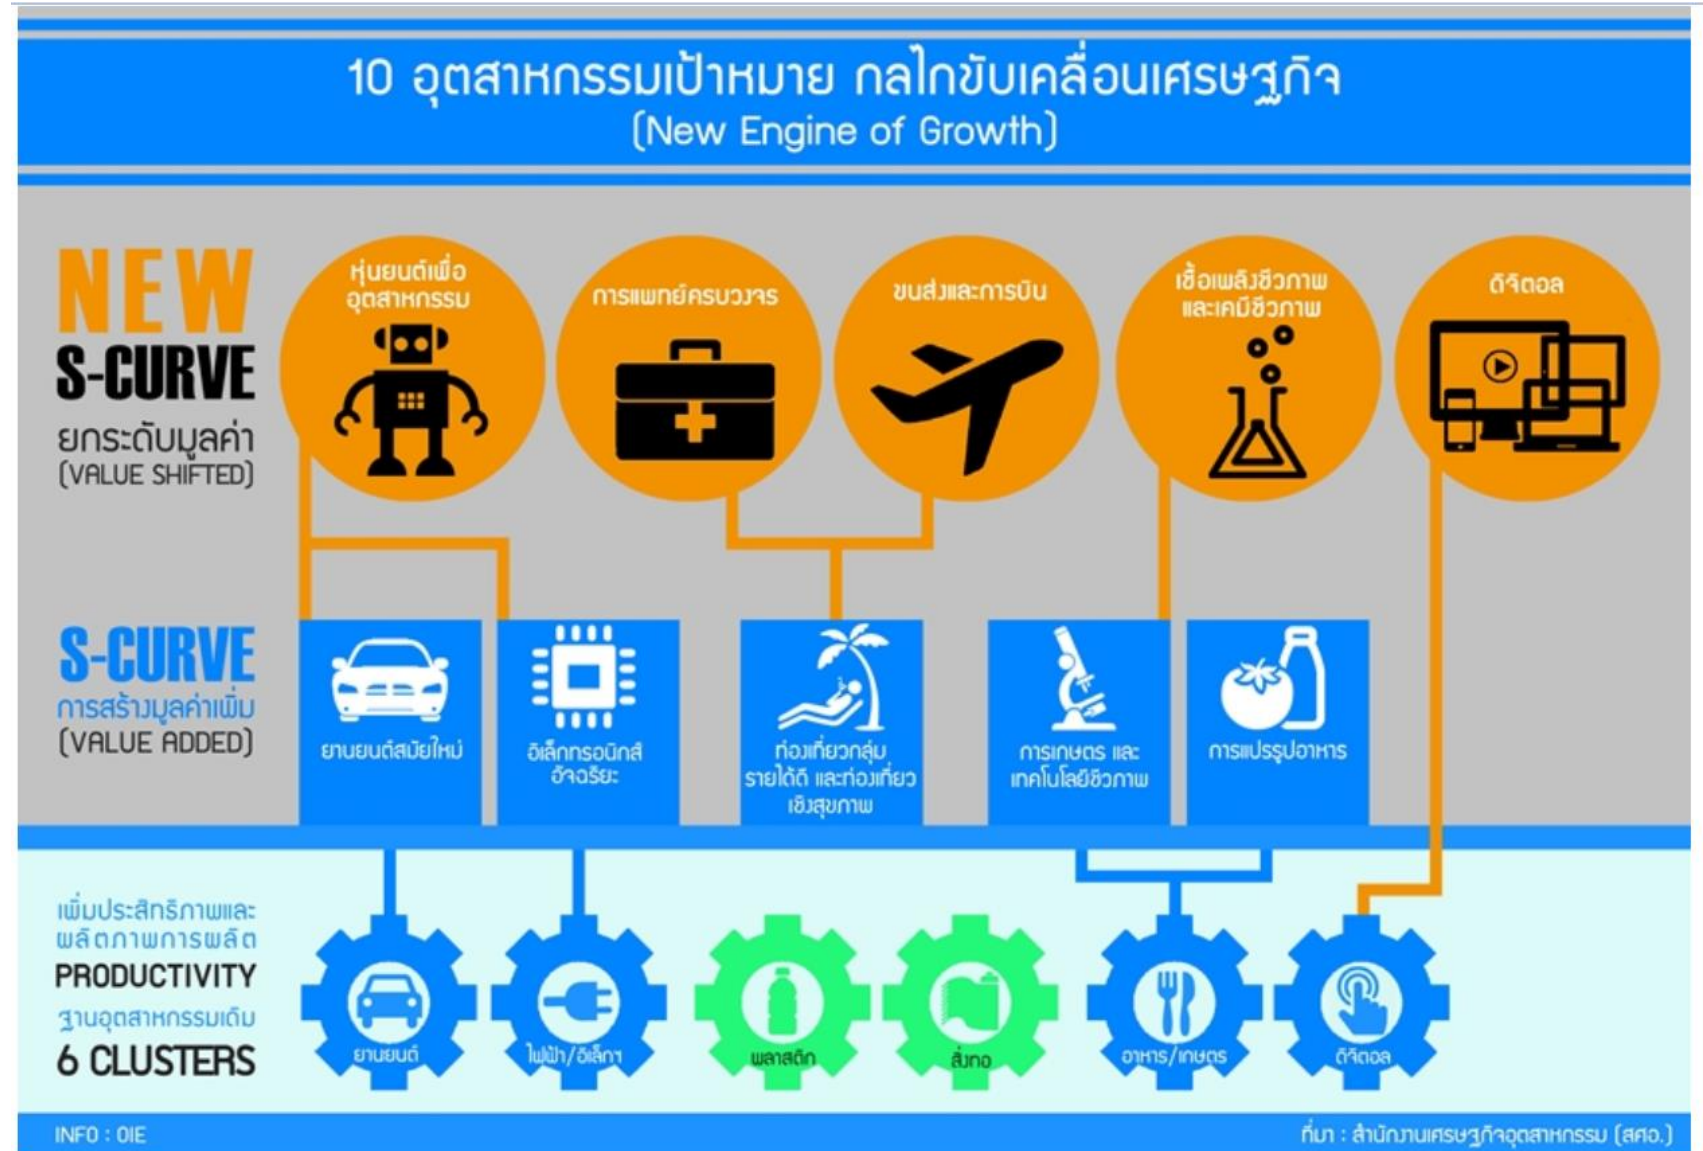 10 อุตสาหกรรมเป้าหมาย กลไกขับเคลื่อนเศรษฐกิจ
(New Engine of Growth)
NEW
S-CURVE
ยกระดับมูลค่า
(VALUE SHIFTED)
หุ่นยนต์เพื่อ
อุตสาหกรรม
การแพทย์ครบวงจร
ขนส่งและการบิน
เชื้อเพลิงชีวภาพ
และเคมีชีวภาพ
ดิจิตอล
S-CURVE
การสร้างมูลค่าเพิ่ม
(VALUE ADDED)
ยานยนต์สมัยใหม่
อิเล็กทรอนิกส์
อัจฉริยะ
ท่องเที่ยวกลุ่ม
รายได้ดี และท่องเที่ยว
เชิงสุขภาพ
การเกษตร และ
เทคโนโลยีชีวภาพ
การแปรรูปอาหาร
เพิ่มประสิทธิภาพและ
ผลิตภาพการผลิต
PRODUCTIVITY
ฐานอุตสาหกรรมเดิม
6 CLUSTERS
ยานยนต์
ไฟฟ้า/อิเล็กฯ
พลาสติก
สิ่งทอ
อาหาร/เกษตร
ดิจิตอล
INFO : OIE
ที่มา : สำนักงานเศรษฐกิจอุตสาหกรรม (สศอ.)